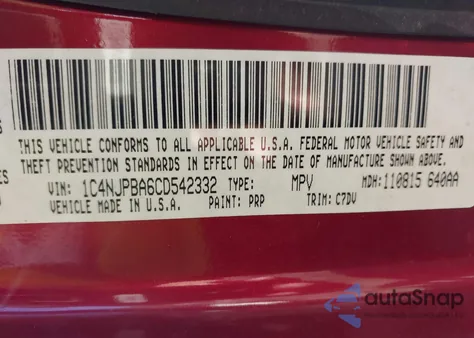 THIS VEHICLE CONFORMS TO ALL APPLICABLE U.S.A. FEDERAL MOTOR VEHICLE SAFETY AND
THEFT PREVENTION STANDARDS IN EFFECT ON THE DATE OF MANUFACTURE SHOWN ABOVE.
ES VIN: 1C4NJPBA6CD542332 TYPE: MPV MDH: 110815 640AA
VEHICLE MADE IN U.S.A. PAINT: PRP TRIM: C7DV
autoSnap